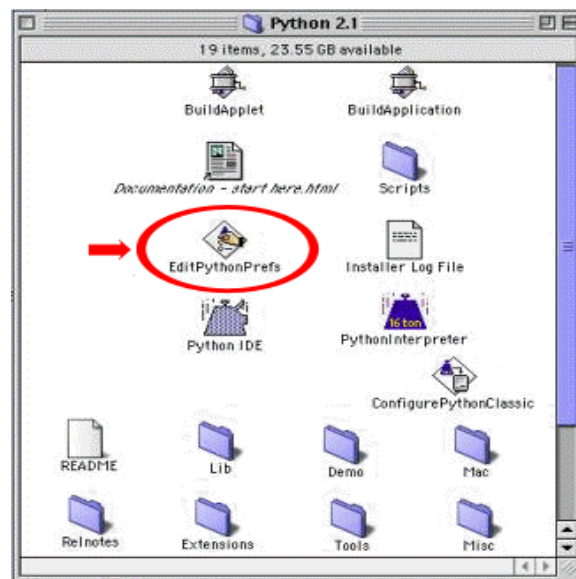 Python 2.1
19 items, 23.55 GB available
BuildApplet
BuildApplication
Documentation - start here.html
Scripts
EditPythonPrefs
Installer Log File
16 ton
Python IDE
PythonInterpreter
ConfigurePythonClassic
README
Lib
Demo
Mac
Relnotes
Extensions
Tools
Misc